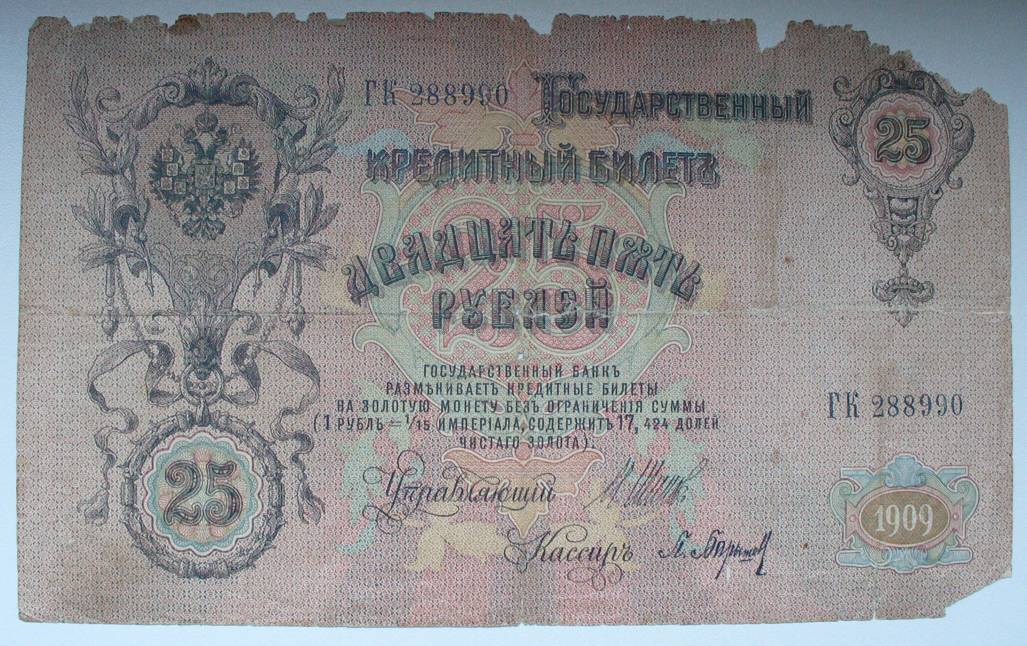 ГК 288990 ГОСУДАРСТВЕННЫЙ
25
КРЕДИТНЫЙ БИЛЕТЪ
ДВАДЦАТЬ ПЯТЬ
РУБЛЕЙ
25
ГОСУДАРСТВЕННЫЙ БАНКЪ
РАЗМѢНИВАЕТЪ КРЕДИТНЫЕ БИЛЕТЫ
НА ЗОЛОТУЮ МОНЕТУ БЕЗЪ ОГРАНИЧЕНІЯ СУММЫ
(1 РУБЛЬ = 1/15 ИМПЕРІАЛА, СОДЕРЖИТЪ 17, 424 ДОЛЕЙ
ЧИСТАГО ЗОЛОТА).
ГК 288990
25
Управляющій
Кассиръ
1909